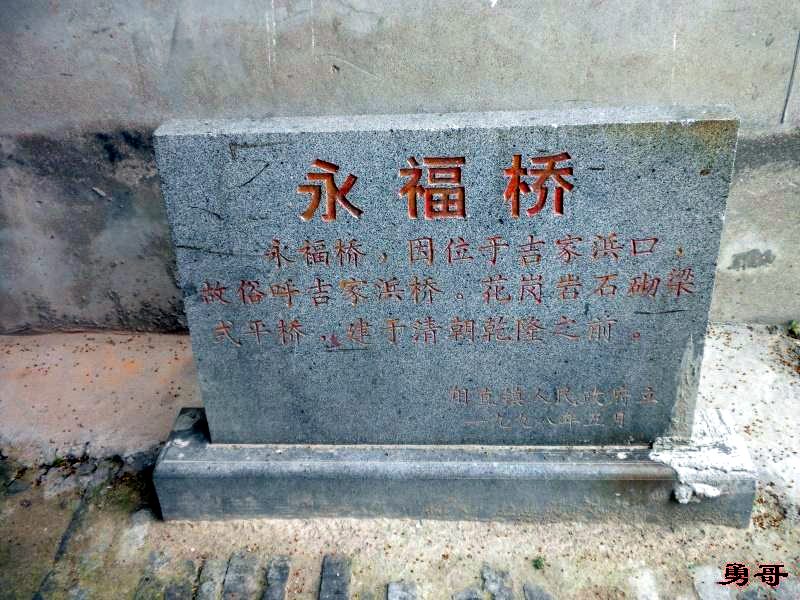 永福桥
永福桥，因位于吉家浜口，
故俗呼吉家浜桥。花岗岩石砌梁
式平桥，建于清朝乾隆之前。
甪直镇人民政府立
一九九八年五月
勇哥